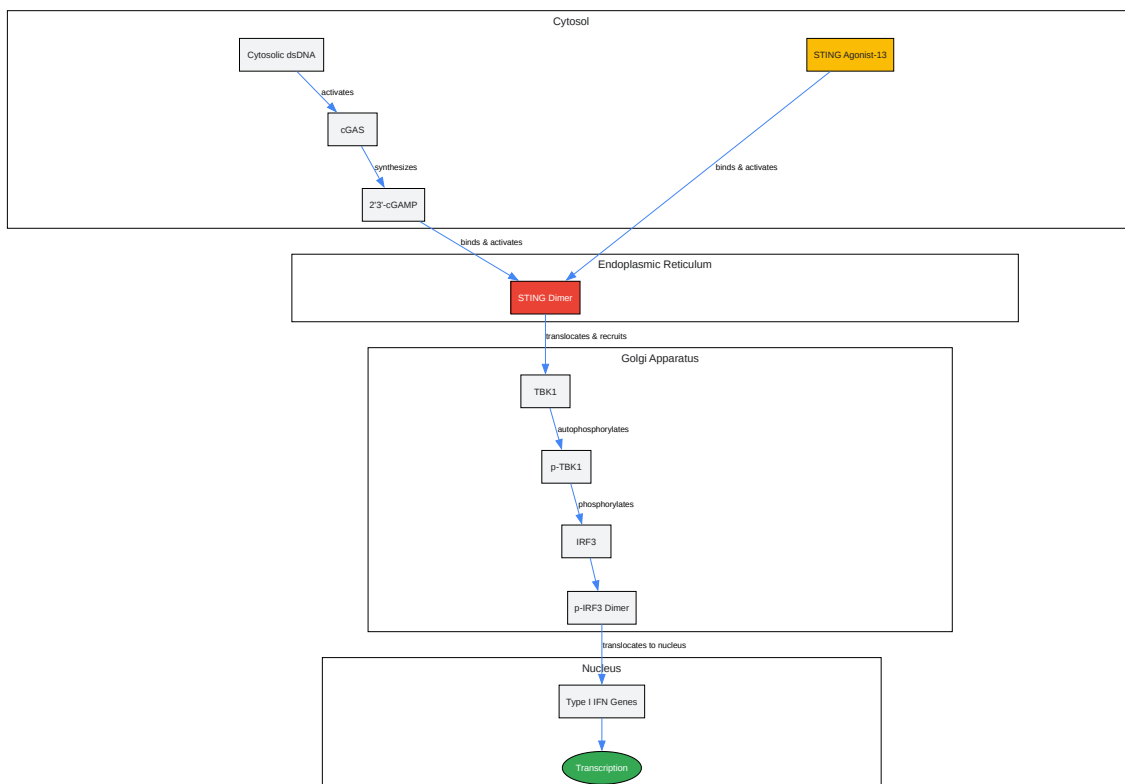 Cytosol
Cytosolic dsDNA
STING Agonist-13
activates
cGAS
synthesizes
binds & activates
2'3'-cGAMP
binds & activates
Endoplasmic Reticulum
STING Dimer
translocates & recruits
Golgi Apparatus
TBK1
autophosphorylates
p-TBK1
phosphorylates
IRF3
p-IRF3 Dimer
translocates to nucleus
Nucleus
Type I IFN Genes
Transcription